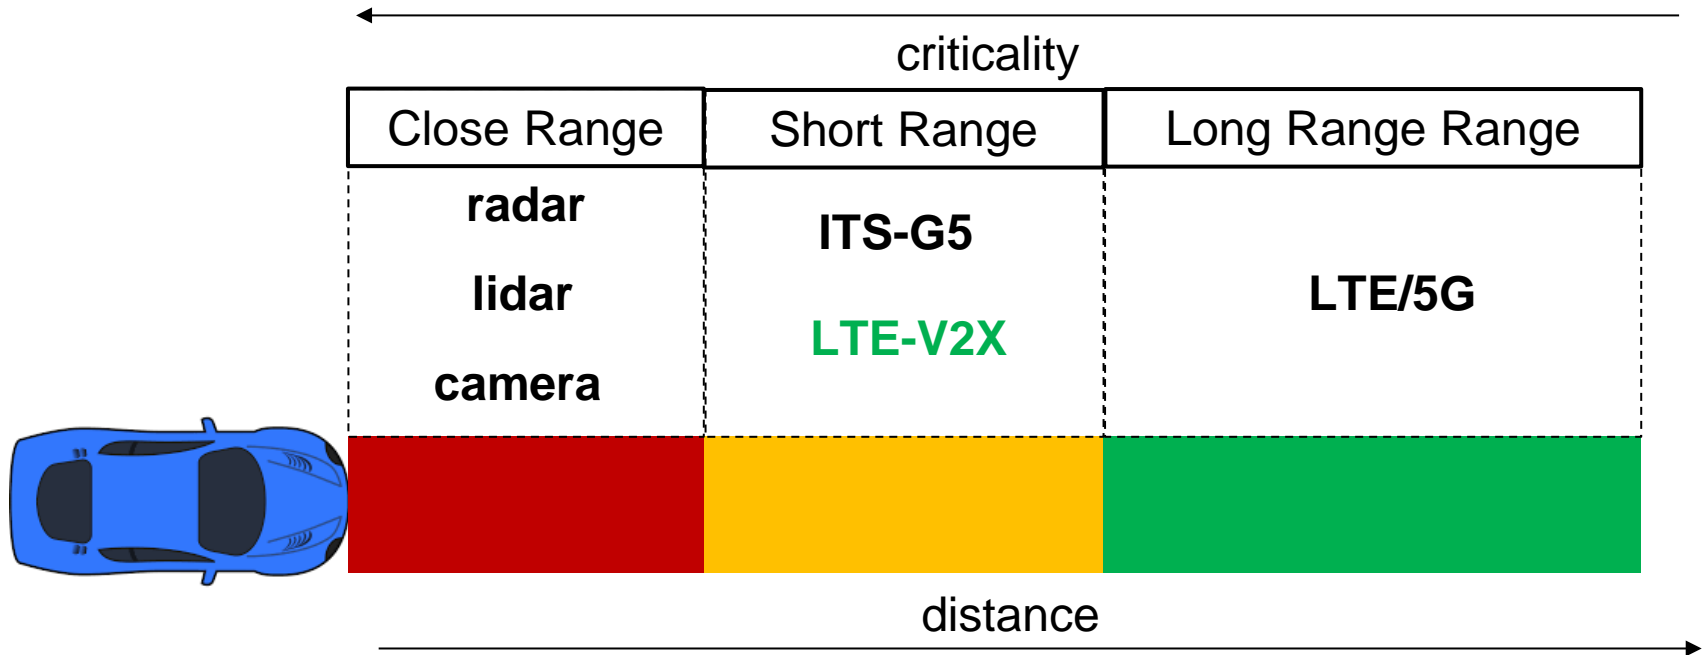 criticality
Close Range
Short Range
Long Range Range
radar
lidar
camera
ITS-G5
LTE-V2X
LTE/5G
distance